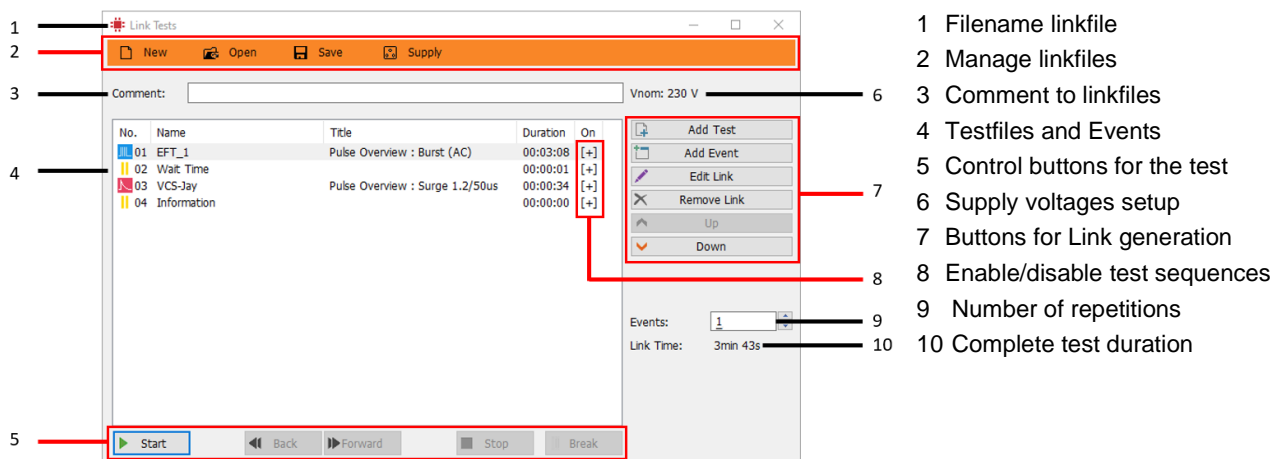 1 Link Tests
2 New Open Save Supply
3 Comment: Vnom: 230 V 6
No. Name Title Duration On
01 EFT_1 Pulse Overview : Burst (AC) 00:03:08 [+]
02 Wait Time 00:00:01 [+]
03 VCS-Jay Pulse Overview : Surge 1.2/50us 00:00:34 [+]
04 Information 00:00:00 [+]
4
Add Test
Add Event
Edit Link
Remove Link
Up
Down
7
8
Events: 1 9
Link Time: 3min 43s 10
5 Start Back Forward Stop Break
1 Filename linkfile
2 Manage linkfiles
3 Comment to linkfiles
4 Testfiles and Events
5 Control buttons for the test
6 Supply voltages setup
7 Buttons for Link generation
8 Enable/disable test sequences
9 Number of repetitions
10 Complete test duration